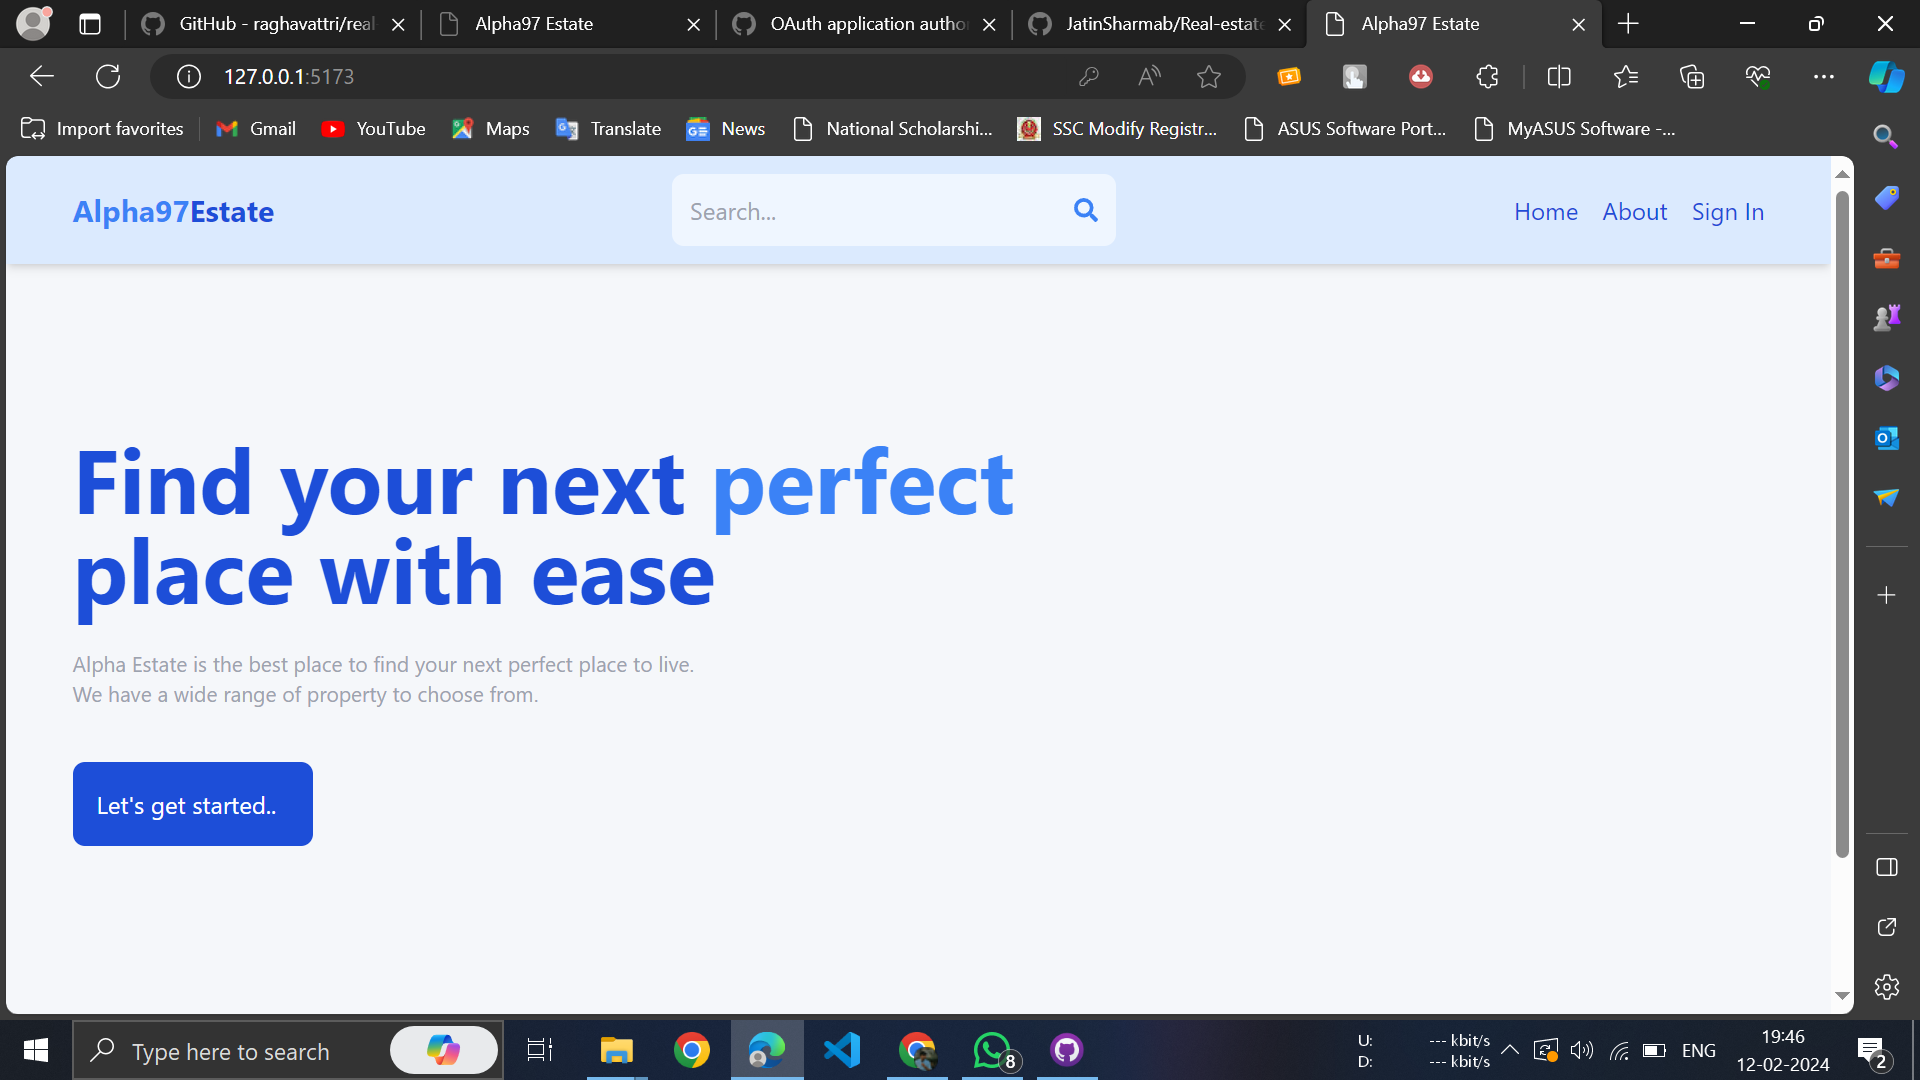 GitHub - raghavattri/real-
Alpha97 Estate
OAuth application autho
JatinSharmab/Real-estate
Alpha97 Estate
127.0.0.1:5173
Import favorites
Gmail
YouTube
Maps
Translate
News
National Scholarshi...
SSC Modify Registr...
ASUS Software Port...
MyASUS Software -...
Alpha97Estate
Search...
Home
About
Sign In
Find your next perfect
place with ease
Alpha Estate is the best place to find your next perfect place to live.
We have a wide range of property to choose from.
Let's get started..
Type here to search
8
U: --- kbit/s
D: --- kbit/s
ENG
19:46
12-02-2024
2